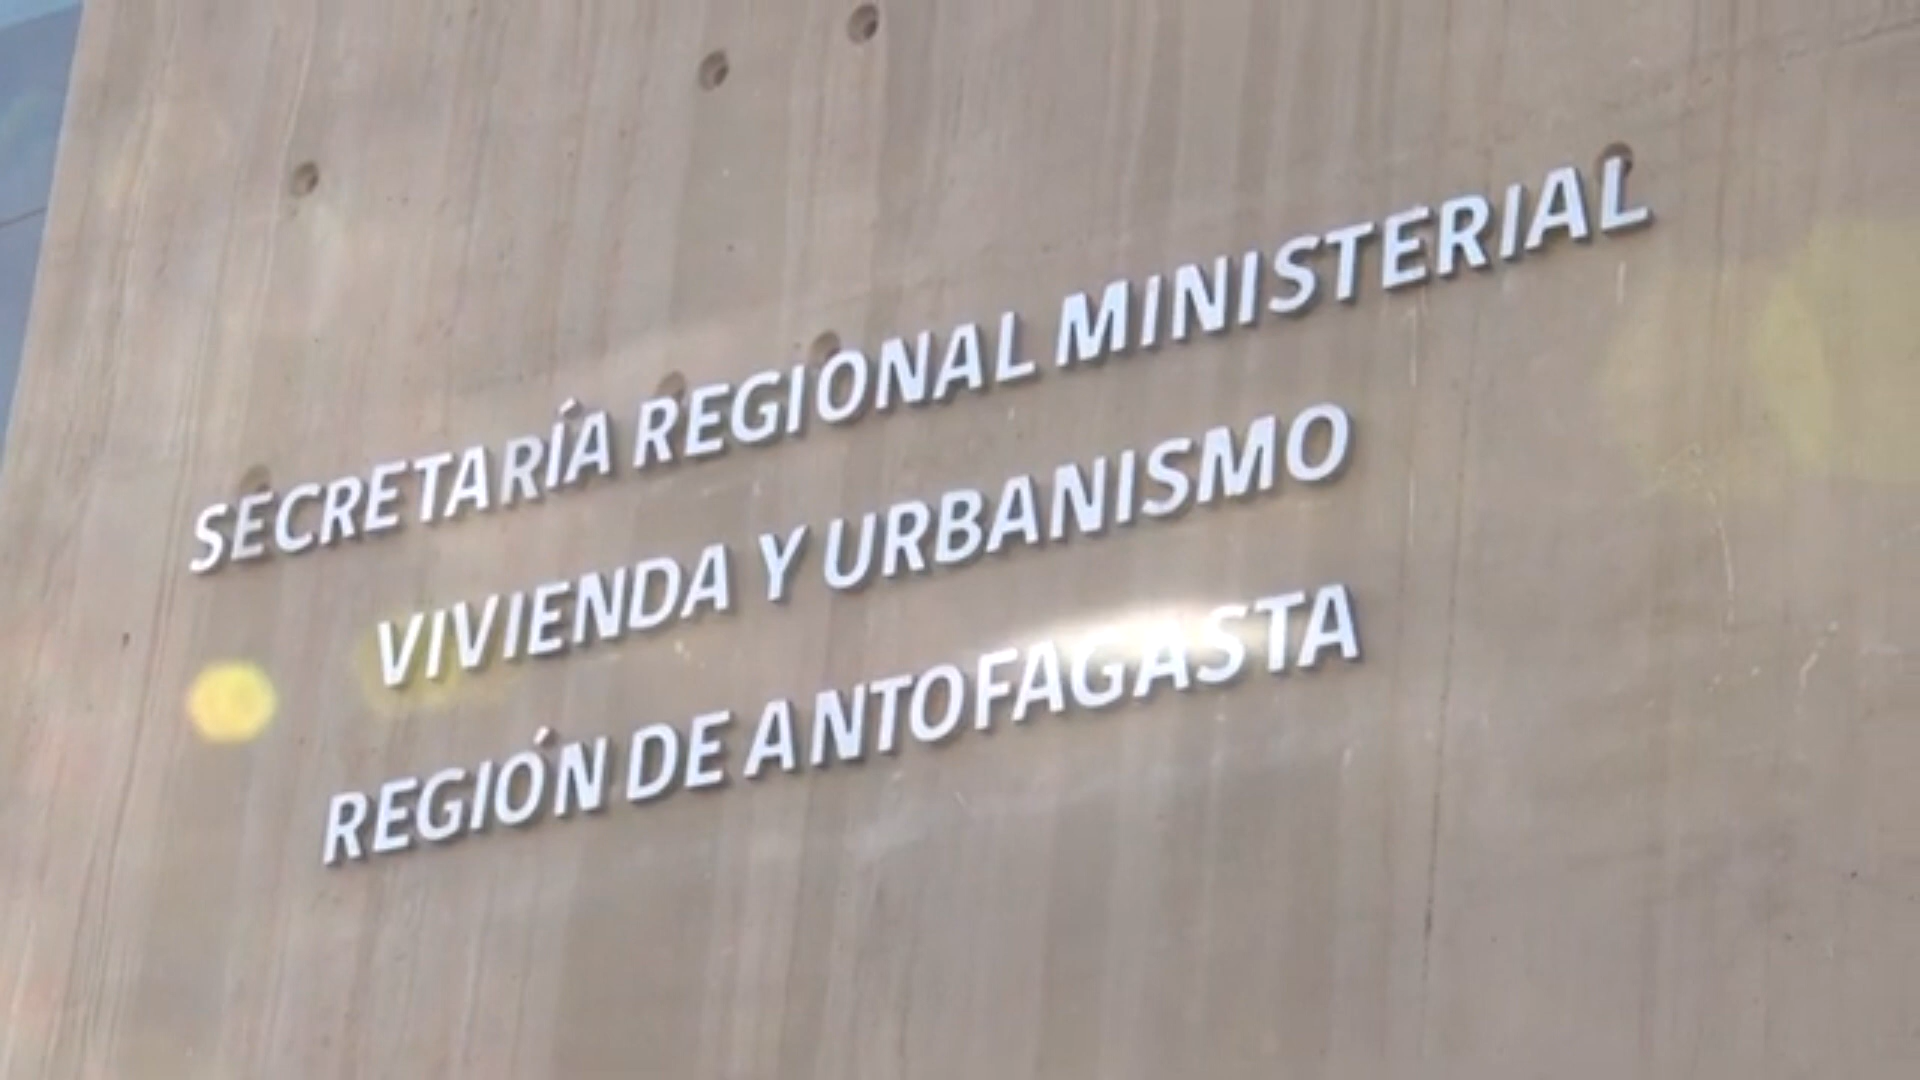 SECRETARÍA REGIONAL MINISTERIAL
VIVIENDA Y URBANISMO
REGIÓN DE ANTOFAGASTA